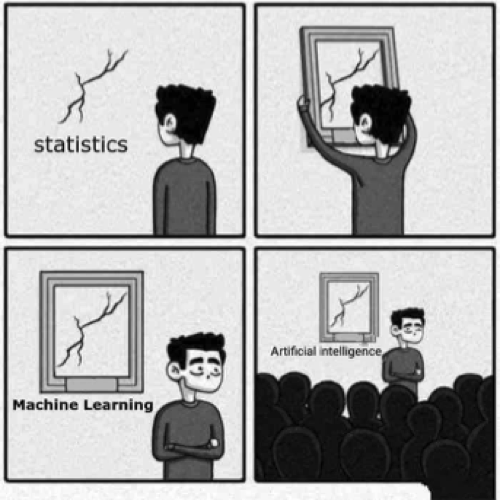 statistics
Machine Learning
Artificial intelligence